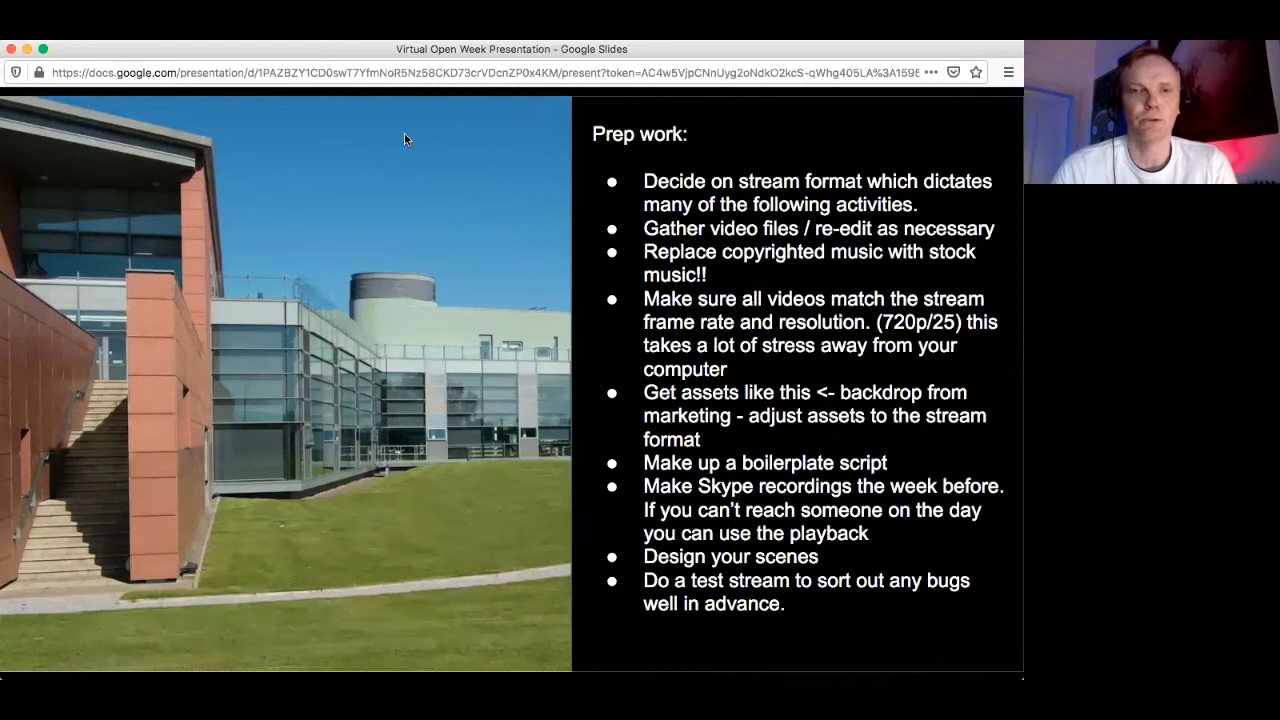 Virtual Open Week Presentation - Google Slides
https://docs.google.com/presentation/d/1PAZBZY1CD0swT7YfmNoR5Nz58CKD73crVDcnZP0x4KM/present?token=AC4w5VjpCNnUyg2oNdkO2kcS-qWhg405LA%3A1595
Prep work:
● Decide on stream format which dictates
many of the following activities.
● Gather video files / re-edit as necessary
● Replace copyrighted music with stock
music!!
● Make sure all videos match the stream
frame rate and resolution. (720p/25) this
takes a lot of stress away from your
computer
● Get assets like this <- backdrop from
marketing - adjust assets to the stream
format
● Make up a boilerplate script
● Make Skype recordings the week before.
If you can't reach someone on the day
you can use the playback
● Design your scenes
● Do a test stream to sort out any bugs
well in advance.